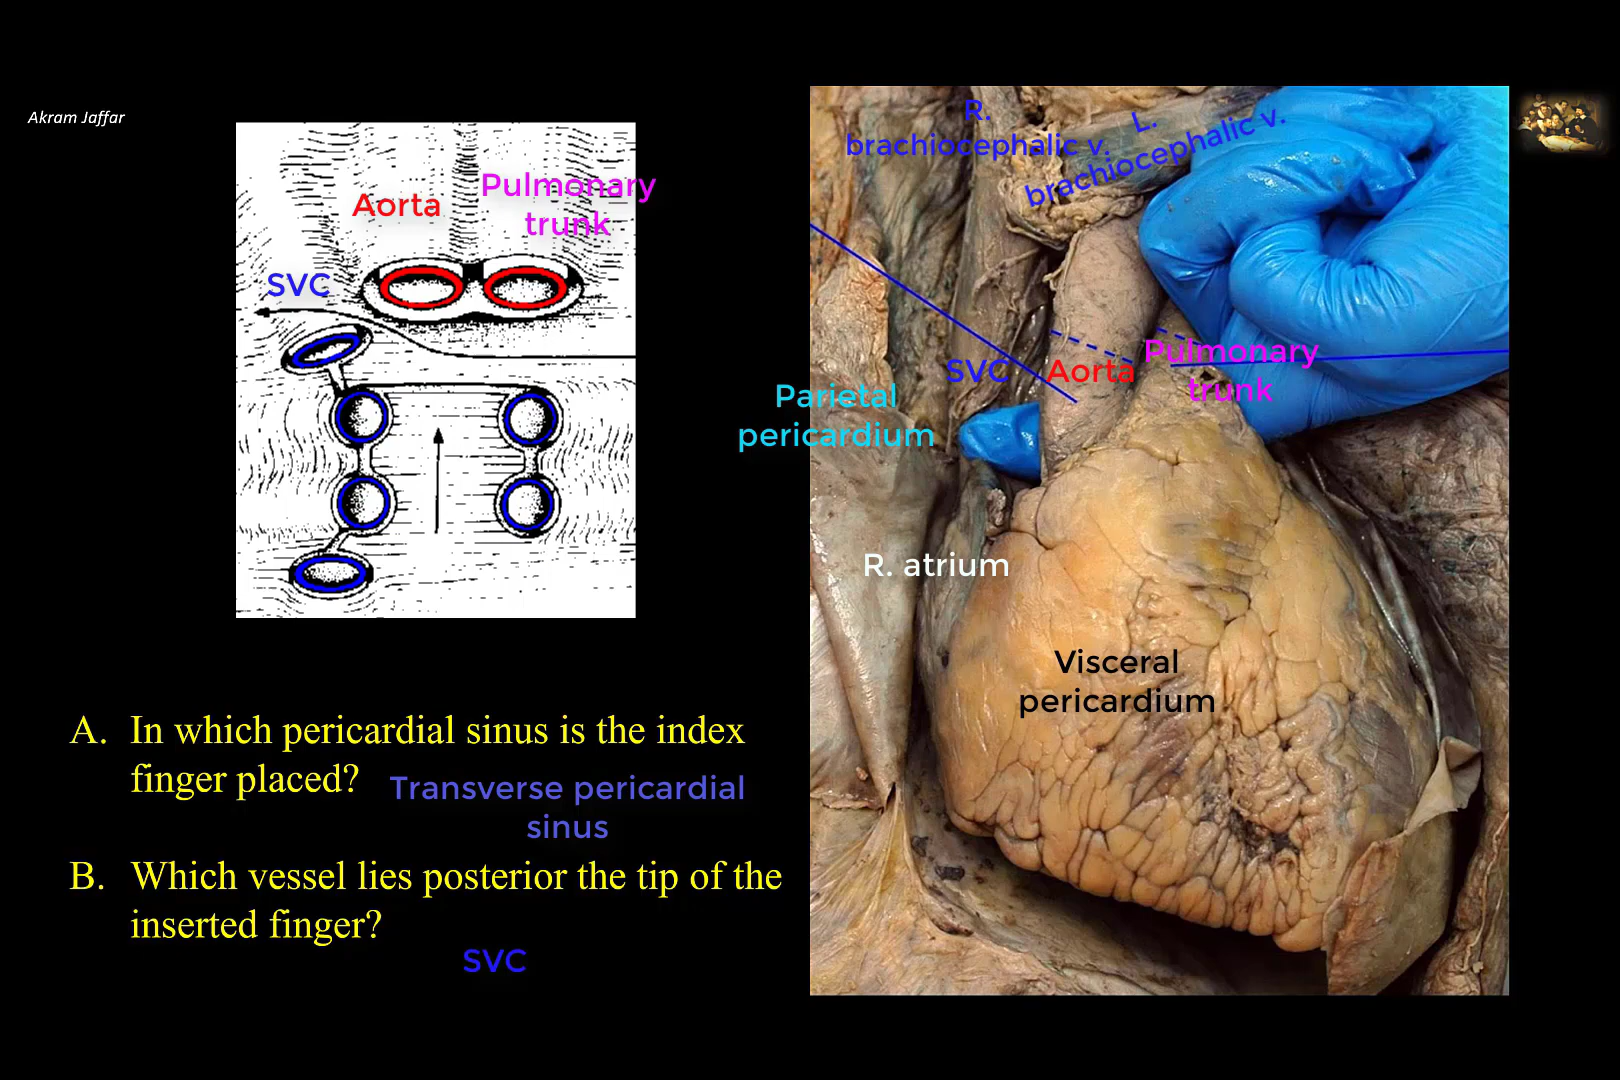 Akram Jaffar
Aorta
Pulmonary
trunk
SVC
R.
brachiocephalic v.
L.
brachiocephalic v.
SVC
Aorta
Pulmonary
trunk
Parietal
pericardium
R. atrium
Visceral
pericardium
A. In which pericardial sinus is the index
finger placed?
Transverse pericardial
sinus
B. Which vessel lies posterior the tip of the
inserted finger?
SVC